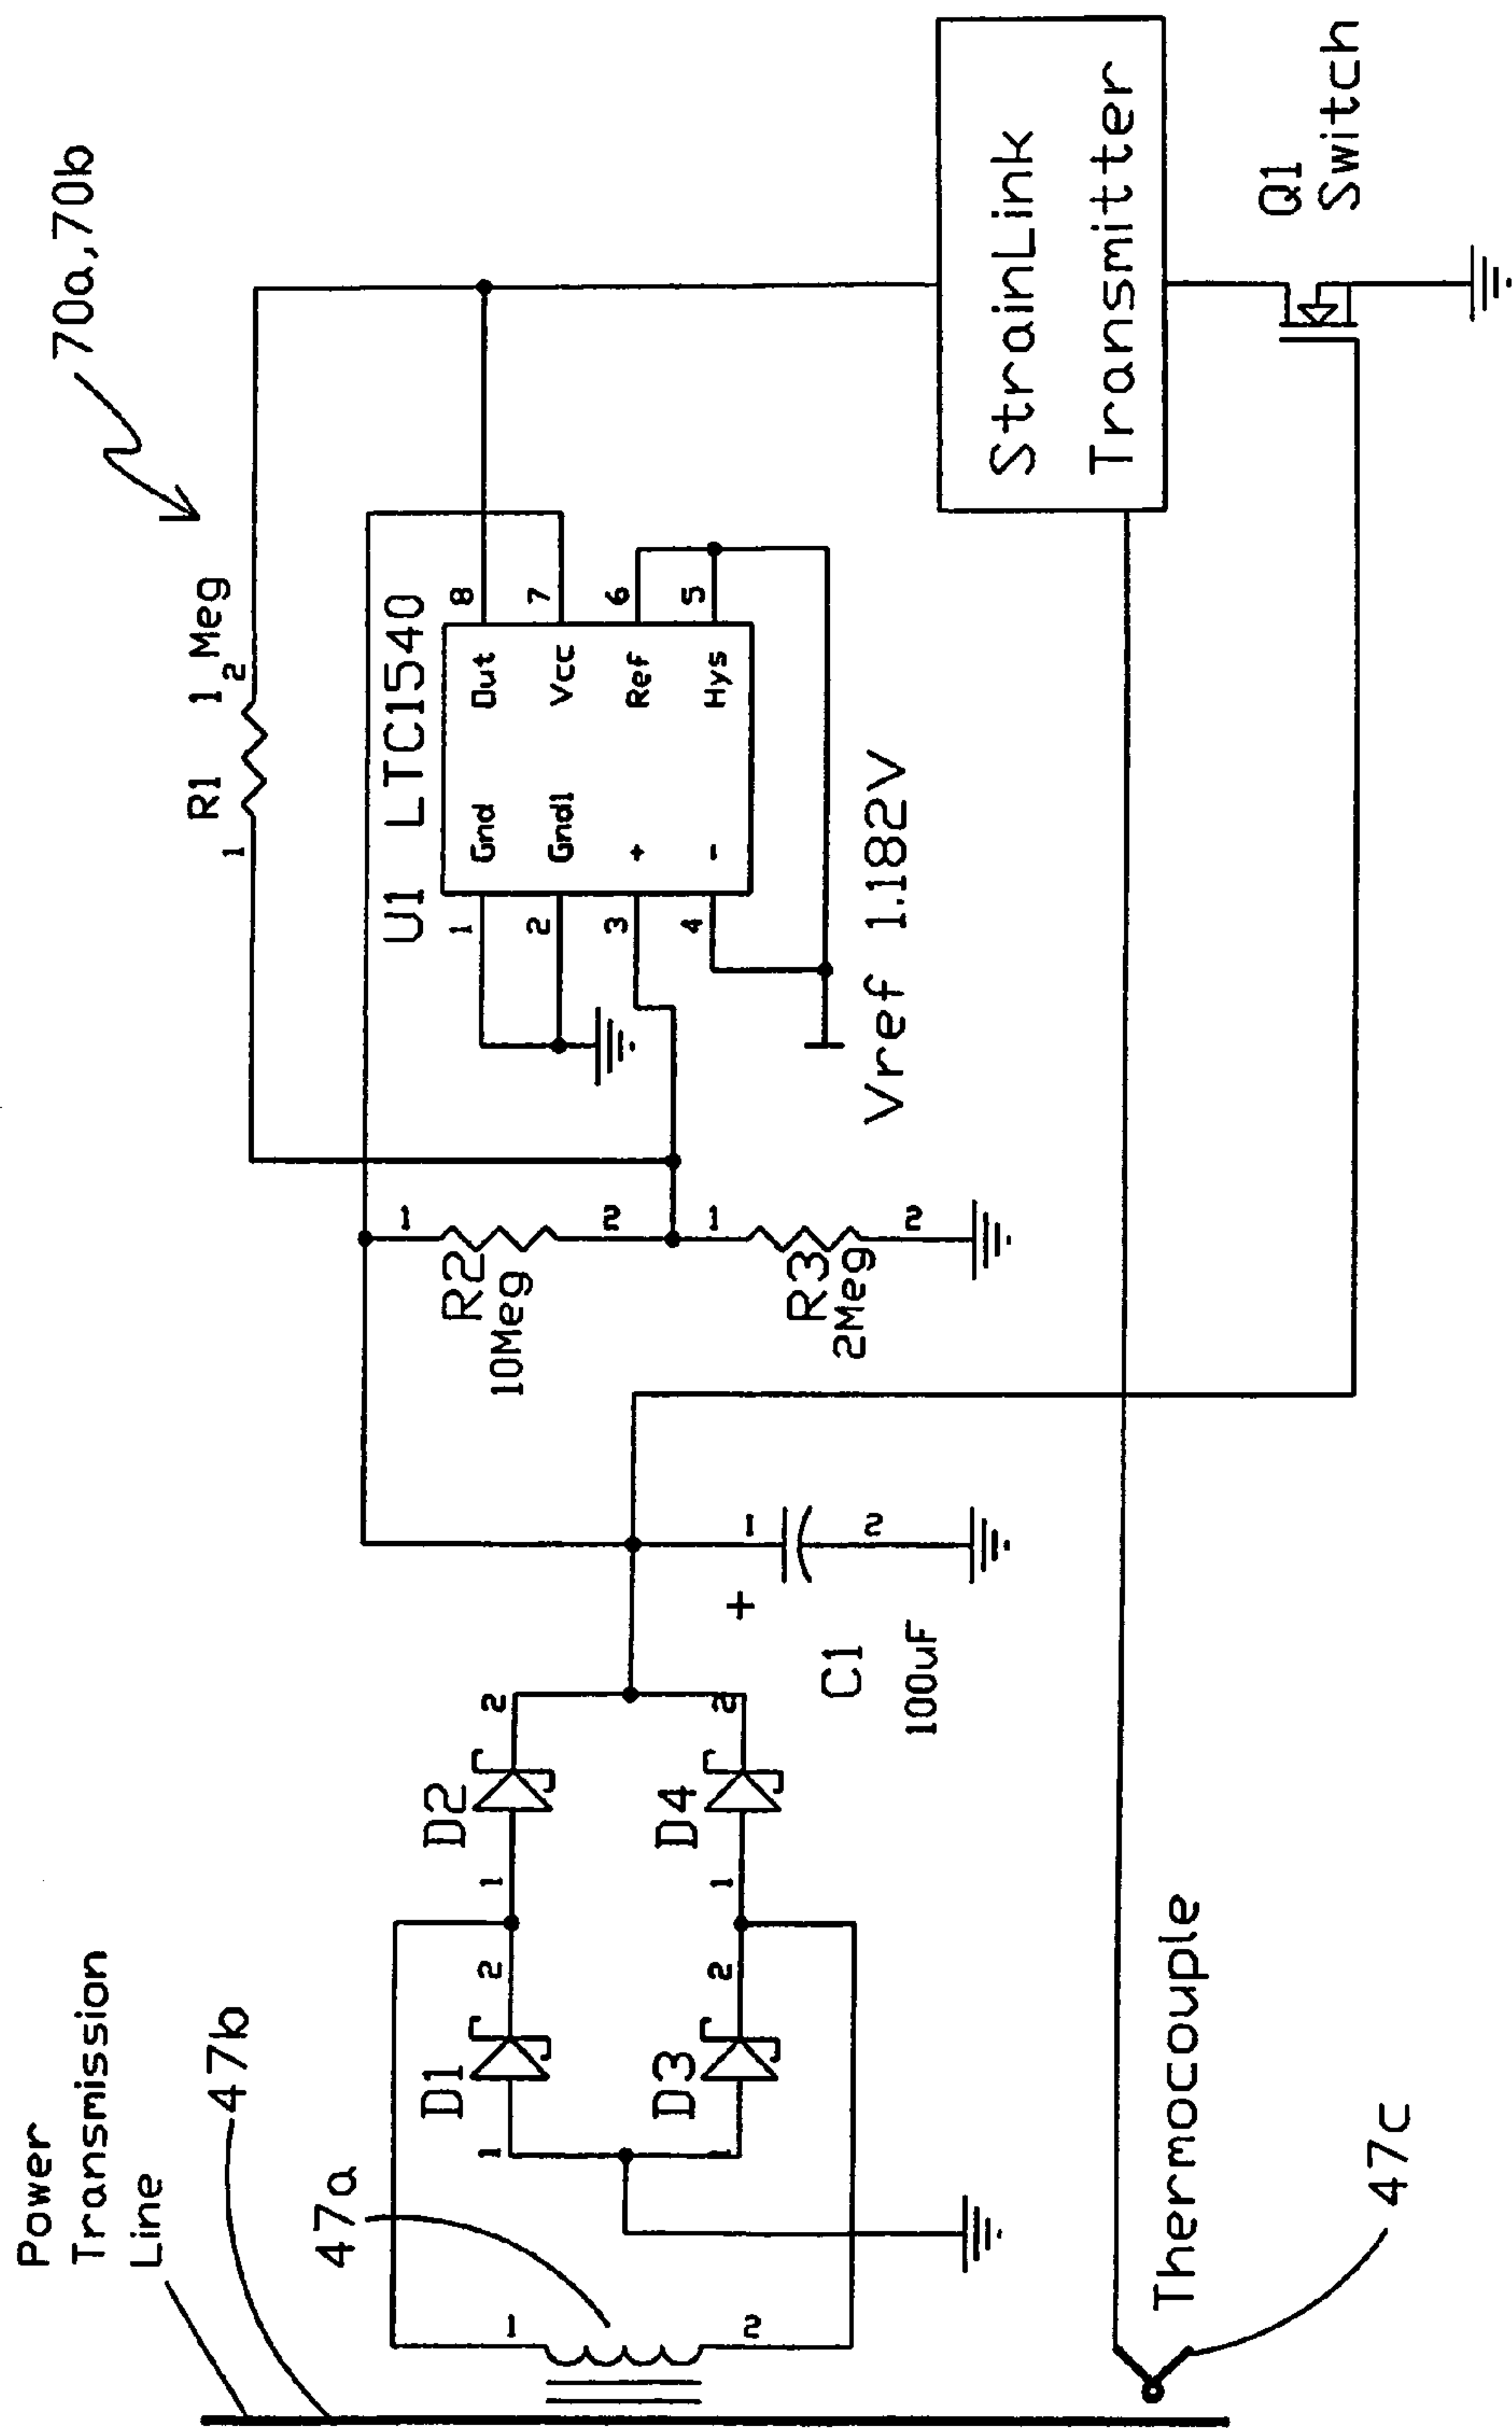 70a,70b
Power
Transmission
Line
47b
47a
1
2
D1
1
2
D2
1
2
D3
1
2
D4
1
2
C1
100uF
+
1
2
R1 1 Meg
1
2
R2
10Meg
1
2
R3
2Meg
1
2
U1 LTC1540
1 Gnd Out 8
2 Gnd1 Vcc 7
3 + Ref 6
4 - Hys 5
Vref 1.182V
StrainLink
Transmitter
Q1
Switch
Thermocouple
47c